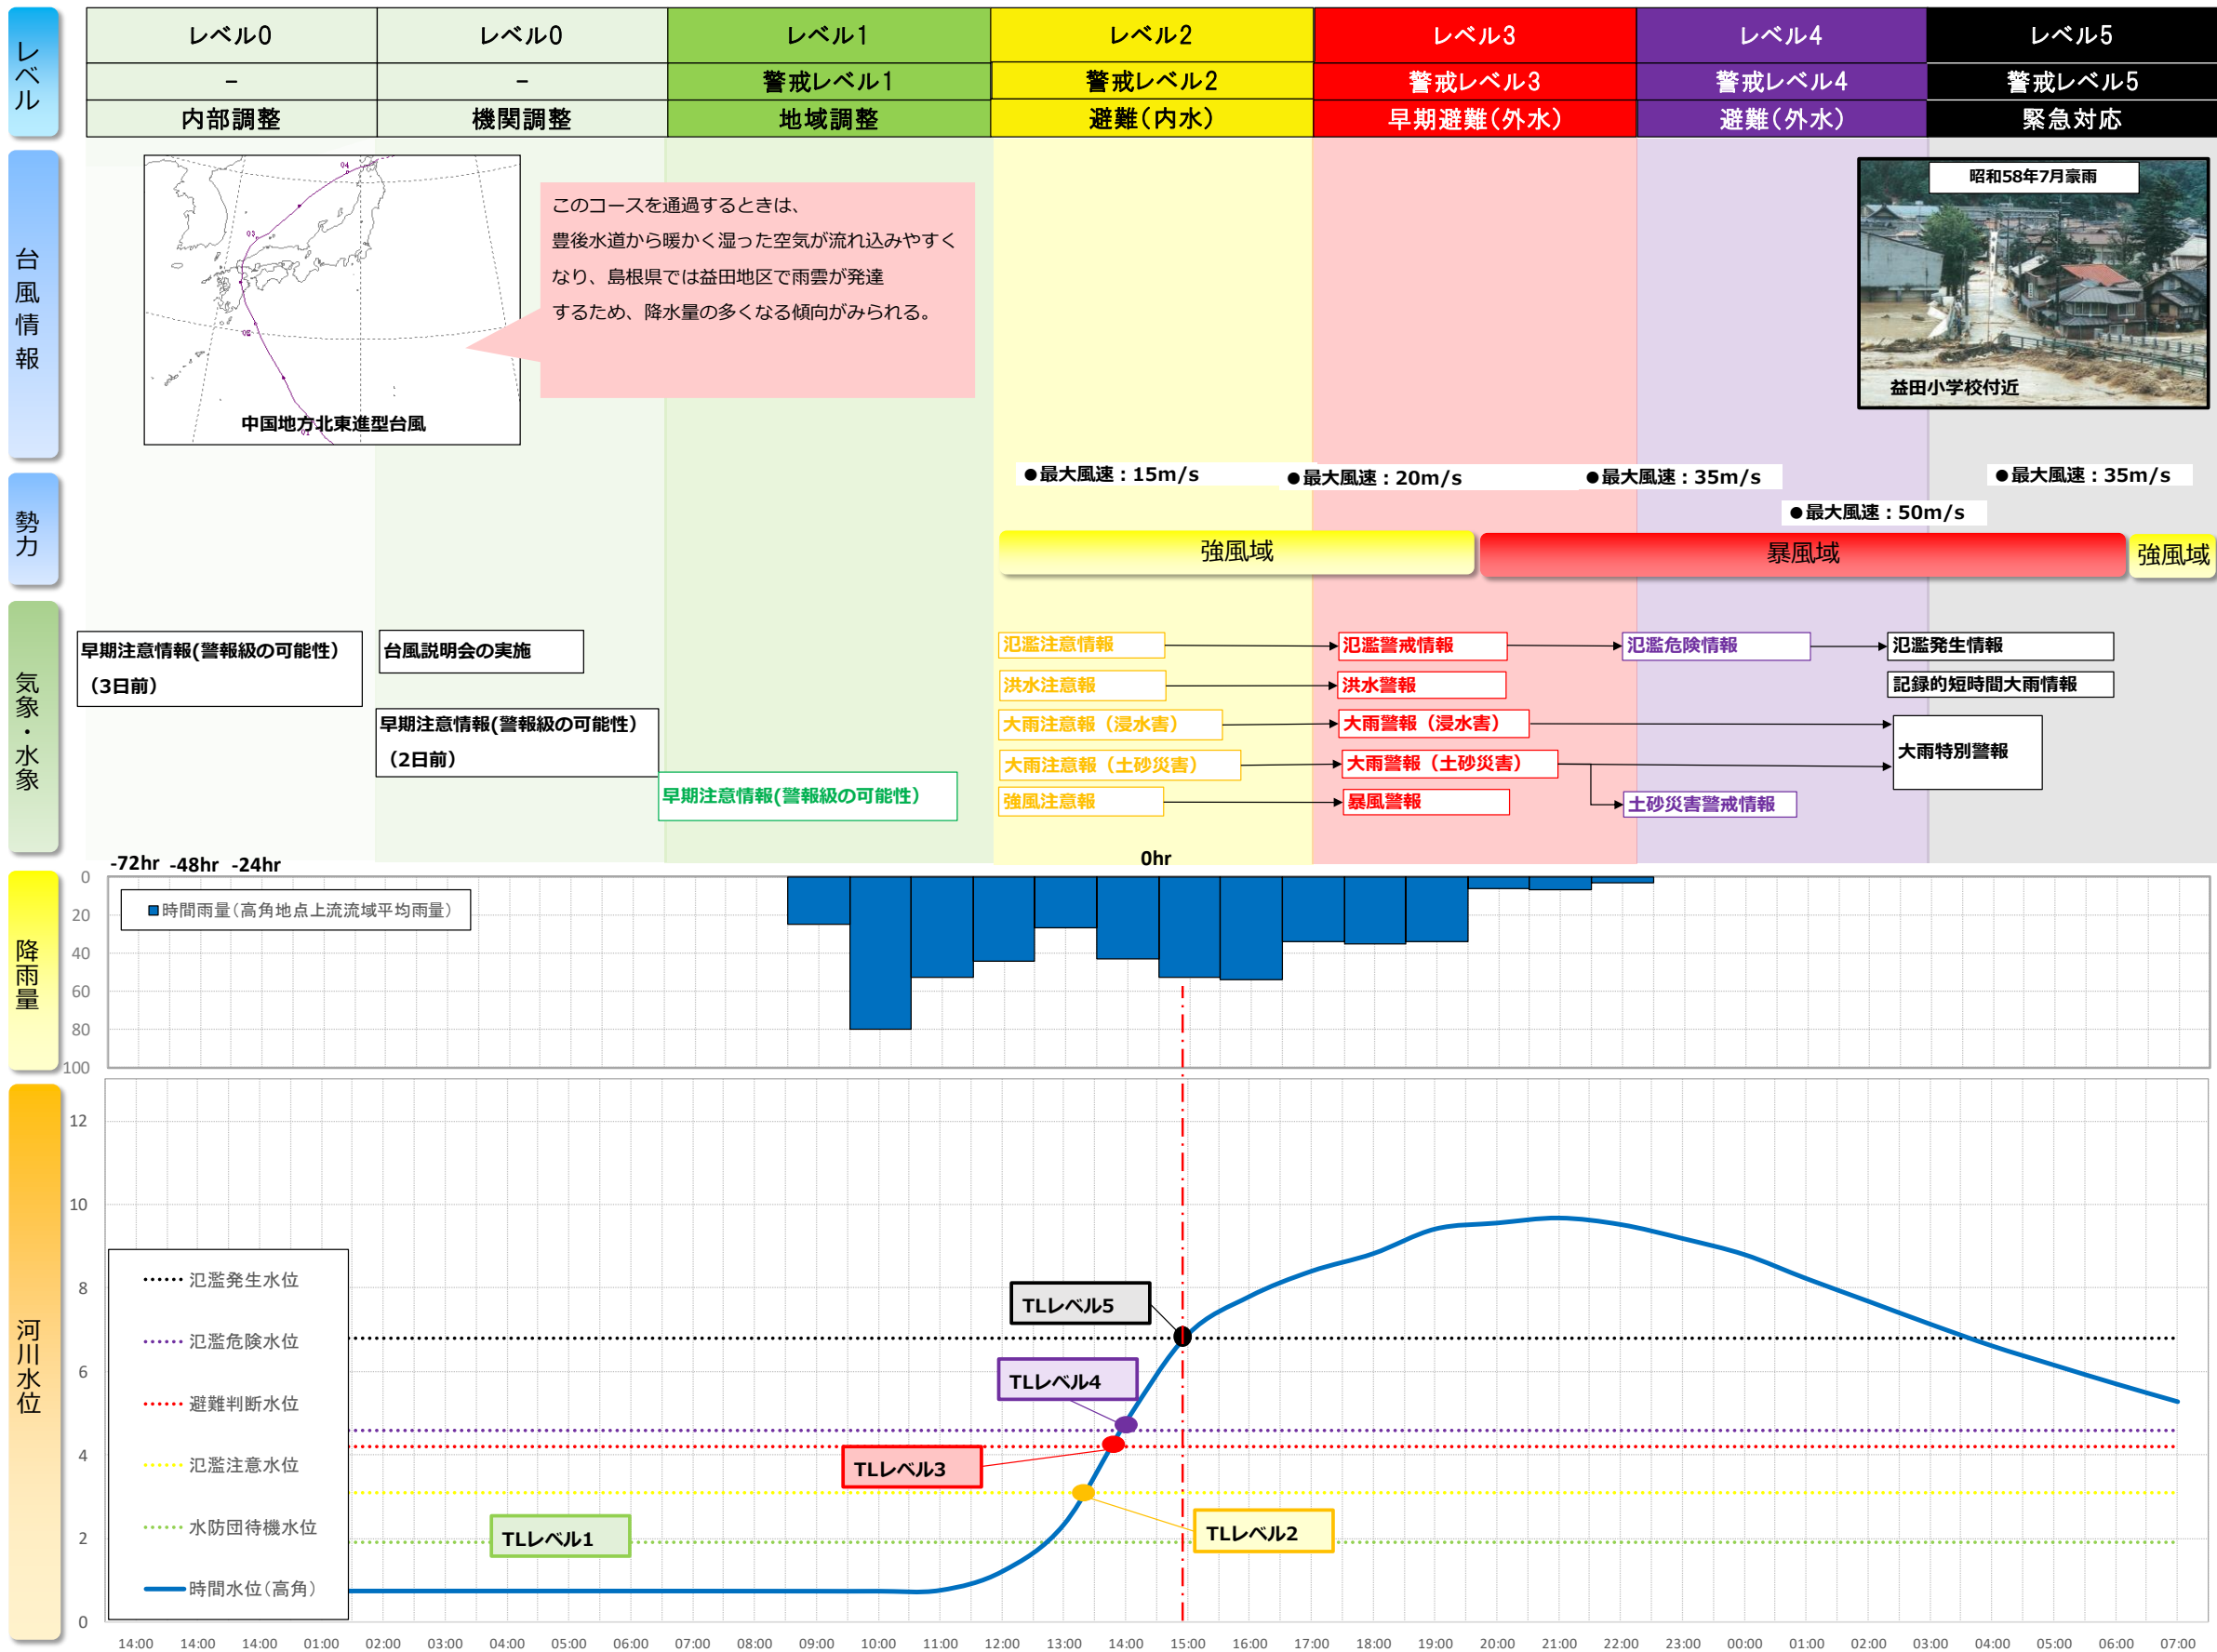 レベル
レベル0
レベル0
レベル1
レベル2
レベル3
レベル4
レベル5
−
−
警戒レベル1
警戒レベル2
警戒レベル3
警戒レベル4
警戒レベル5
内部調整
機関調整
地域調整
避難(内水)
早期避難(外水)
避難(外水)
緊急対応
台風情報
04
03
02
01
中国地方北東進型台風
このコースを通過するときは、
豊後水道から暖かく湿った空気が流れ込みやすく
なり、島根県では益田地区で雨雲が発達
するため、降水量の多くなる傾向がみられる。
昭和58年7月豪雨
益田小学校付近
勢力
●最大風速：15m/s
●最大風速：20m/s
●最大風速：35m/s
●最大風速：50m/s
●最大風速：35m/s
強風域
暴風域
強風域
気象・水象
早期注意情報(警報級の可能性)
（3日前）
台風説明会の実施
早期注意情報(警報級の可能性)
（2日前）
早期注意情報(警報級の可能性)
氾濫注意情報
氾濫警戒情報
氾濫危険情報
氾濫発生情報
洪水注意報
洪水警報
記録的短時間大雨情報
大雨注意報（浸水害）
大雨警報（浸水害）
大雨特別警報
大雨注意報（土砂災害）
大雨警報（土砂災害）
強風注意報
暴風警報
土砂災害警戒情報
-72hr -48hr -24hr
0hr
降雨量
0
20
40
60
80
100
時間雨量(高角地点上流流域平均雨量)
河川水位
12
10
8
6
4
2
0
氾濫発生水位
氾濫危険水位
避難判断水位
氾濫注意水位
水防団待機水位
時間水位(高角)
TLレベル5
TLレベル4
TLレベル3
TLレベル2
TLレベル1
14:00 14:00 14:00 01:00 02:00 03:00 04:00 05:00 06:00 07:00 08:00 09:00 10:00 11:00 12:00 13:00 14:00 15:00 16:00 17:00 18:00 19:00 20:00 21:00 22:00 23:00 00:00 01:00 02:00 03:00 04:00 05:00 06:00 07:00